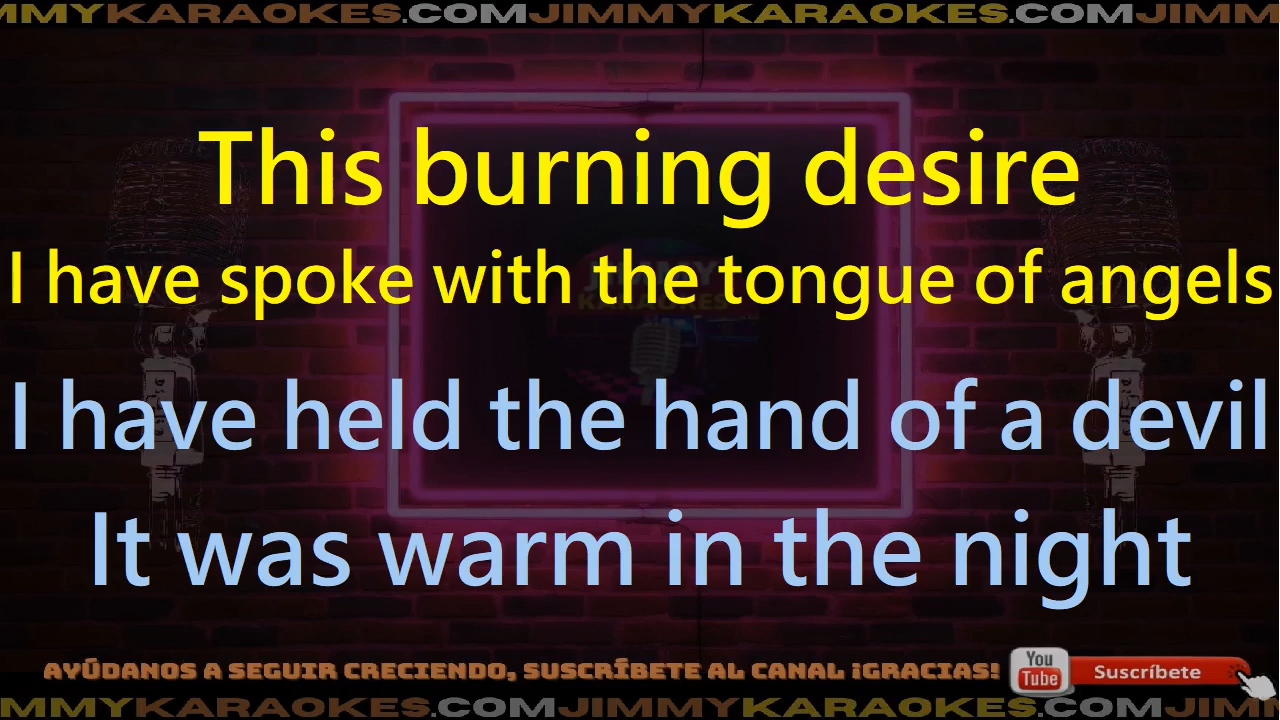 JIMMYKARAOKES.COMJIMMYKARAOKES.COMJIMM
This burning desire
I have spoke with the tongue of angels
JIMMY
KARAOKES
I have held the hand of a devil
It was warm in the night
AYÚDANOS A SEGUIR CRECIENDO, SUSCRÍBETE AL CANAL ¡GRACIAS!
You
Tube
Suscríbete
MMYKARAOKES.COMJIMMYKARAOKES.COMJIM